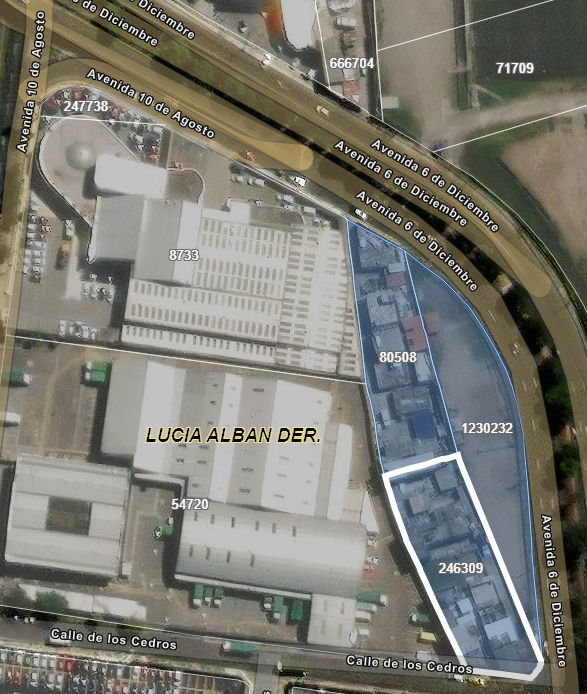 6 de Diciembre
Avenida 10 de Agosto
666704
71709
Avenida 10 de Agosto
247738
Avenida 6 de Diciembre
Avenida 6 de Diciembre
Avenida 6 de Diciembre
8733
80508
LUCIA ALBAN DER.
1230232
54720
246309
Avenida 6 de Diciembre
Calle de los Cedros
Calle de los Cedros